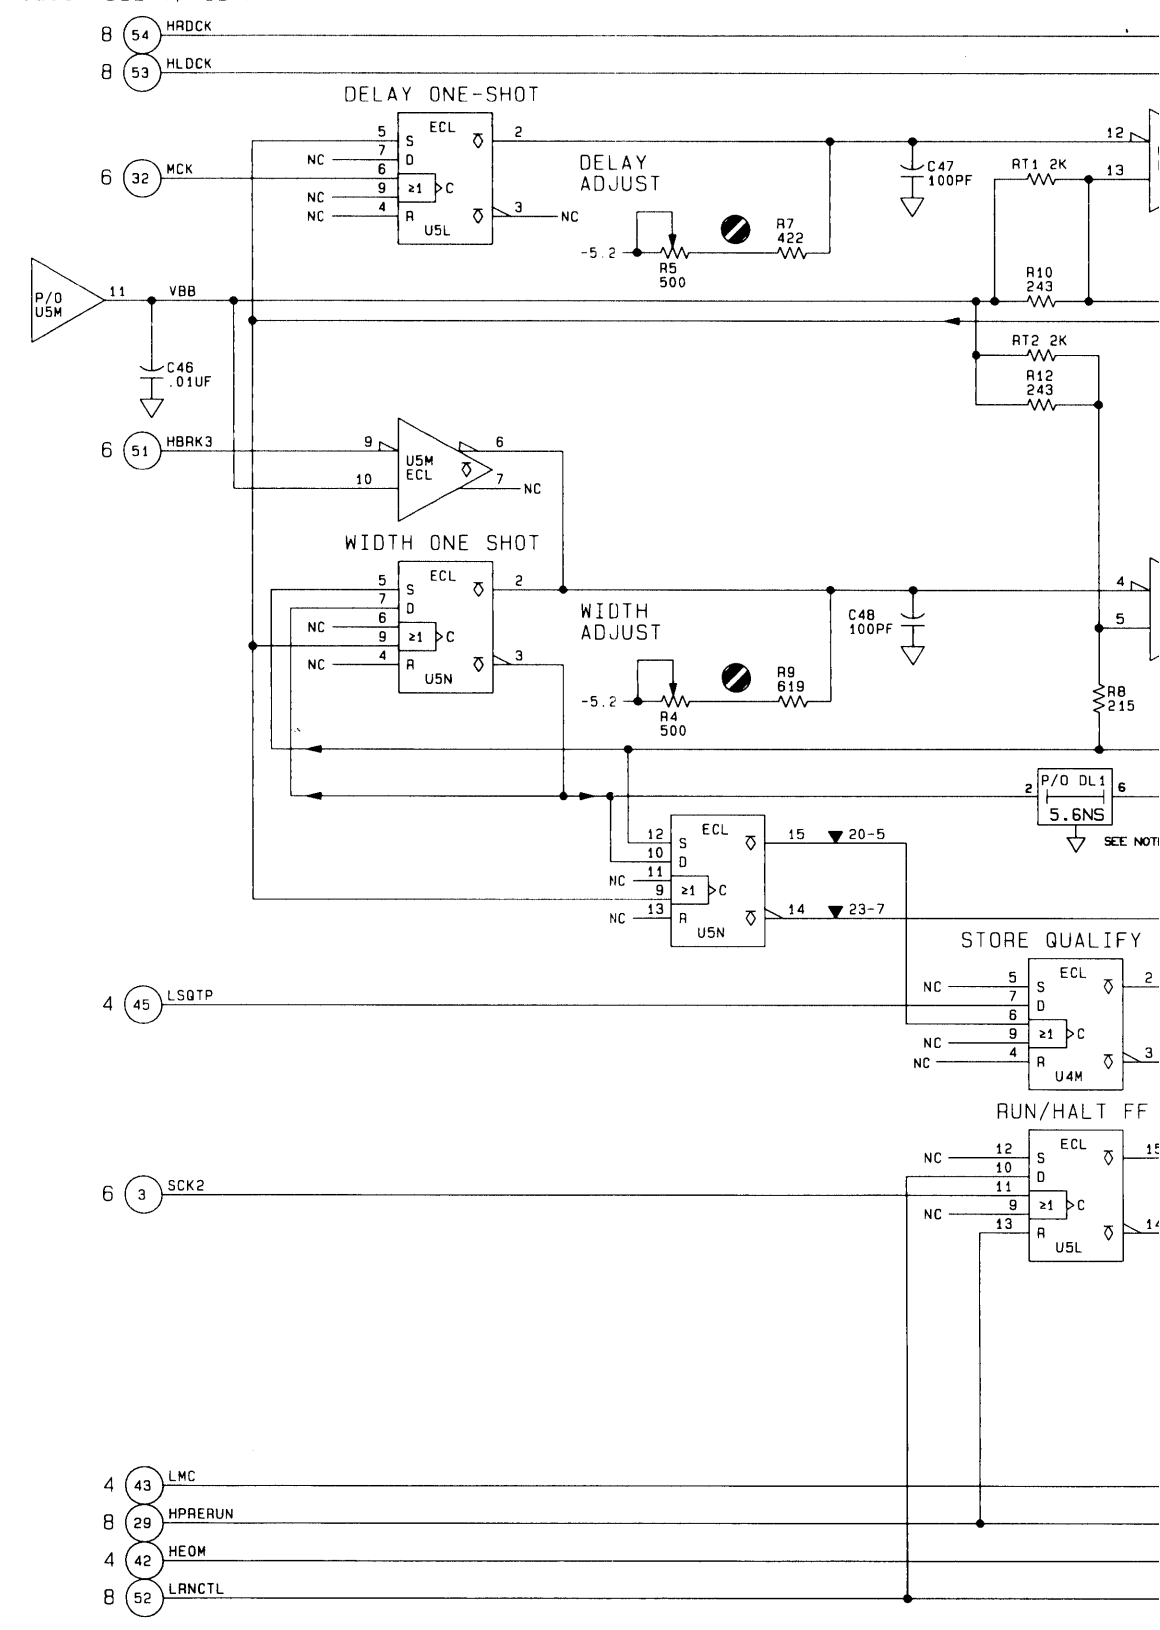 8 54 HRDCK
8 53 HLDCK
DELAY ONE-SHOT
ECL
5 S 2
7 D
NC
6 32 MCK
6
9 ≥1 C
NC
4 R 3 NC
NC
U5L
DELAY
ADJUST
-5.2
R5
500
R7
422
C47
100PF
RT1 2K
12
13
P/O
U5M
11 VBB
R10
243
C46
.01UF
RT2 2K
R12
243
6 51 HBRK3
9 6
U5M
ECL
10 7 NC
WIDTH ONE SHOT
ECL
5 S 2
7 D
NC 6
9 ≥1 C
NC 4 R 3
U5N
WIDTH
ADJUST
-5.2
R4
500
R9
619
C48
100PF
4
5
R8
215
2 P/O DL1 6
5.6NS
12 S ECL 15 20-5
10 D
NC 11
9 ≥1 C
NC 13 R 14 23-7
U5N
STORE QUALIFY
4 45 LSQTP
ECL
NC 5 S 2
7 D
6
NC 9 ≥1 C
NC 4 R 3
U4M
RUN/HALT FF
ECL
NC 12 S
10 D
6 3 SCK2
11
NC 9 ≥1 C
13 R
U5L
4 43 LMC
8 29 HPRERUN
4 42 HEOM
8 52 LRNCTL